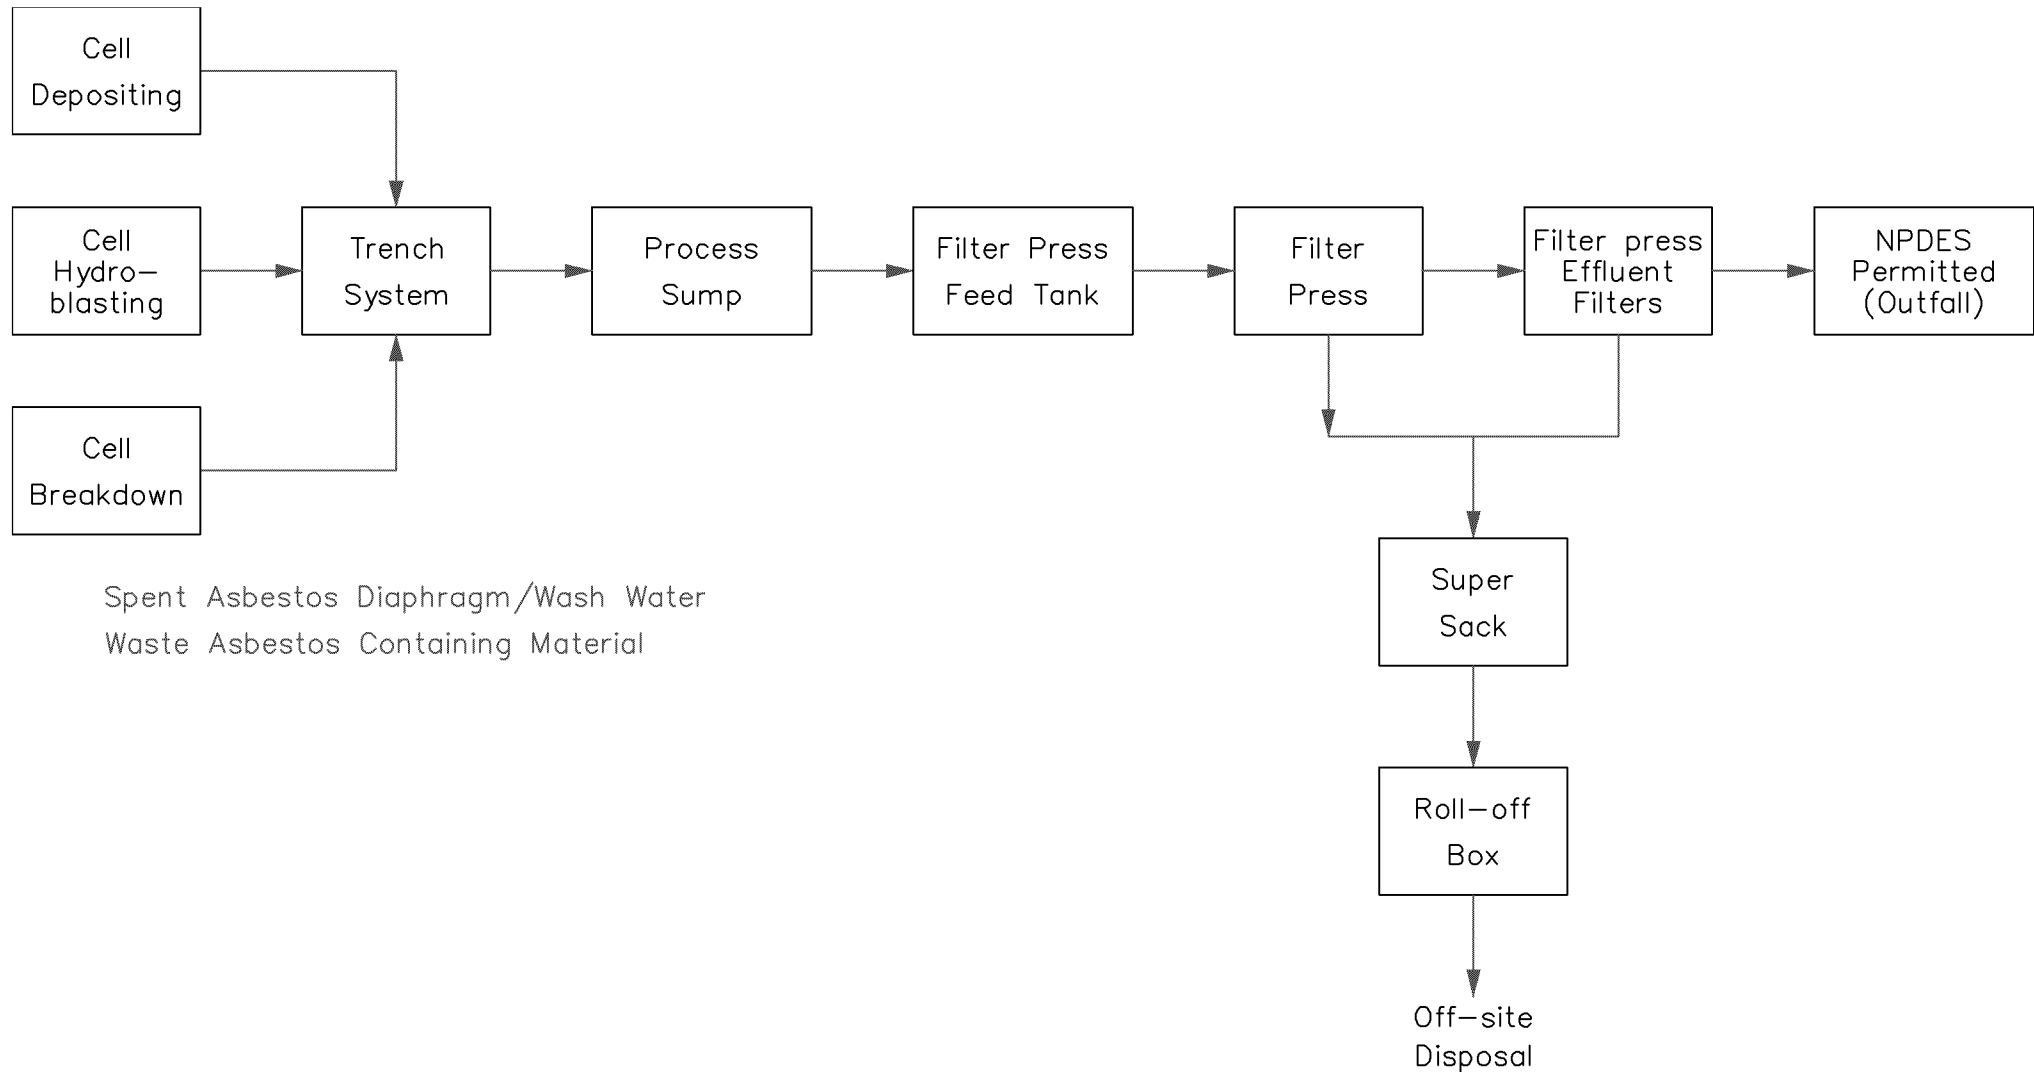 Cell
Depositing
Cell
Hydro-
blasting
Trench
System
Process
Sump
Filter Press
Feed Tank
Filter
Press
Filter press
Effluent
Filters
NPDES
Permitted
(Outfall)
Cell
Breakdown
Spent Asbestos Diaphragm/Wash Water
Waste Asbestos Containing Material
Super
Sack
Roll-off
Box
Off-site
Disposal